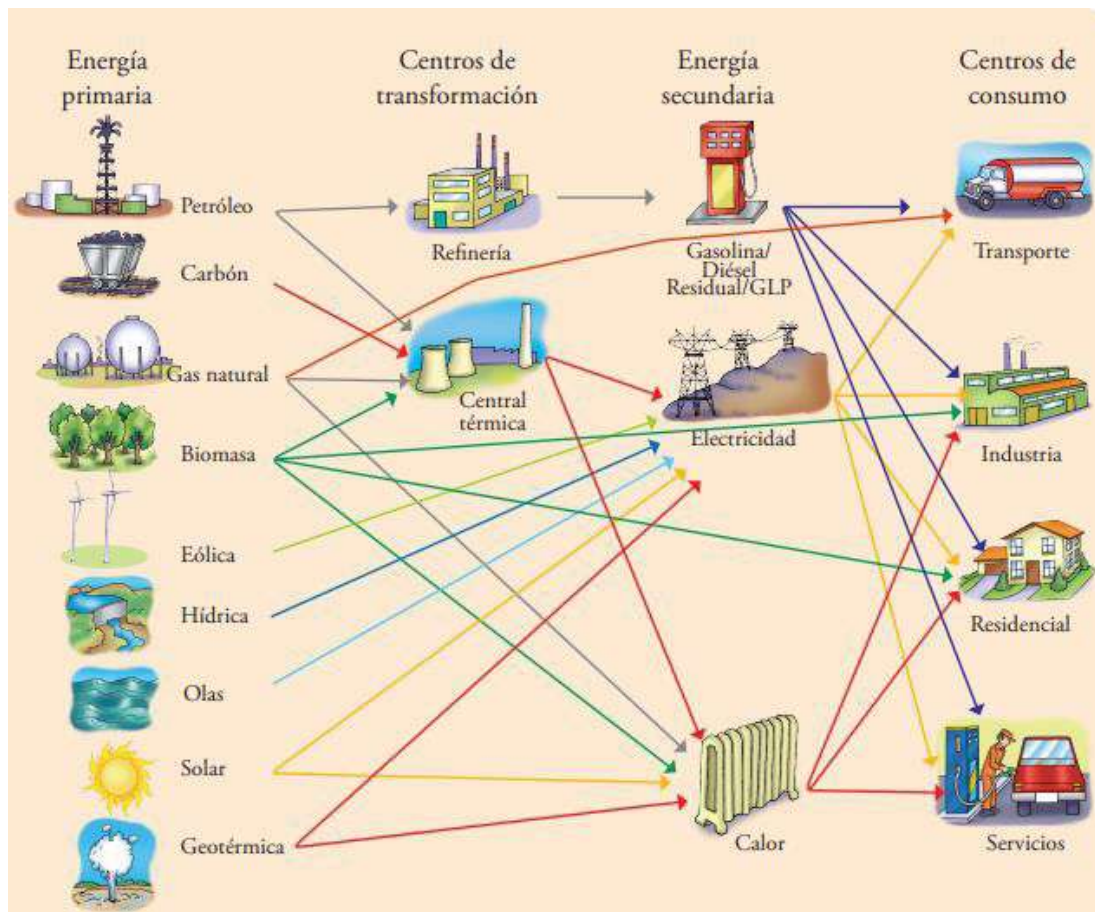 Energía
primaria
Centros de
transformación
Energía
secundaria
Centros de
consumo
Petróleo
Carbón
Gas natural
Biomasa
Eólica
Hídrica
Olas
Solar
Geotérmica
Refinería
Central
térmica
Gasolina/
Diésel
Residual/GLP
Electricidad
Calor
Transporte
Industria
Residencial
Servicios